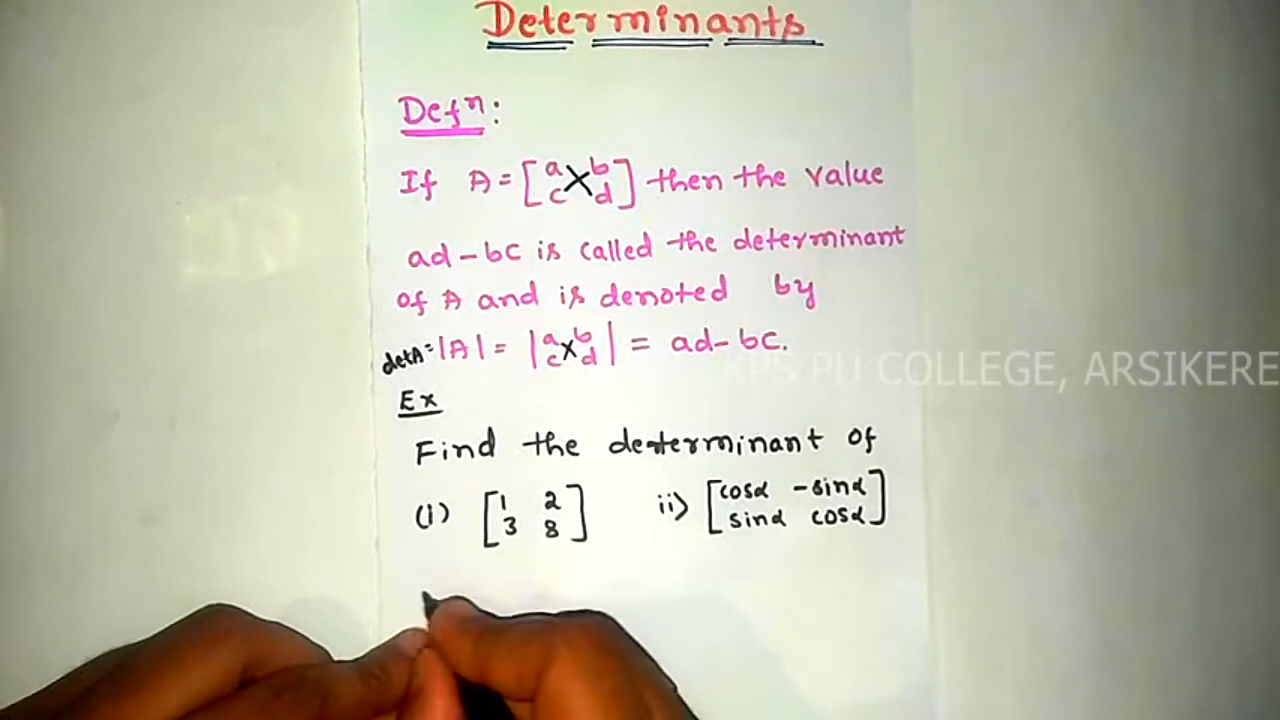 Determinants
Defⁿ:
If A = [a b
c d] then the value
ad - bc is called the determinant
of A and is denoted by
detA = |A| = |a b
c d| = ad - bc.
KPS PU COLLEGE, ARSIKERE
Ex
Find the determinant of
(i) [1 2
3 8] ii) [cosα -sinα
sinα cosα]